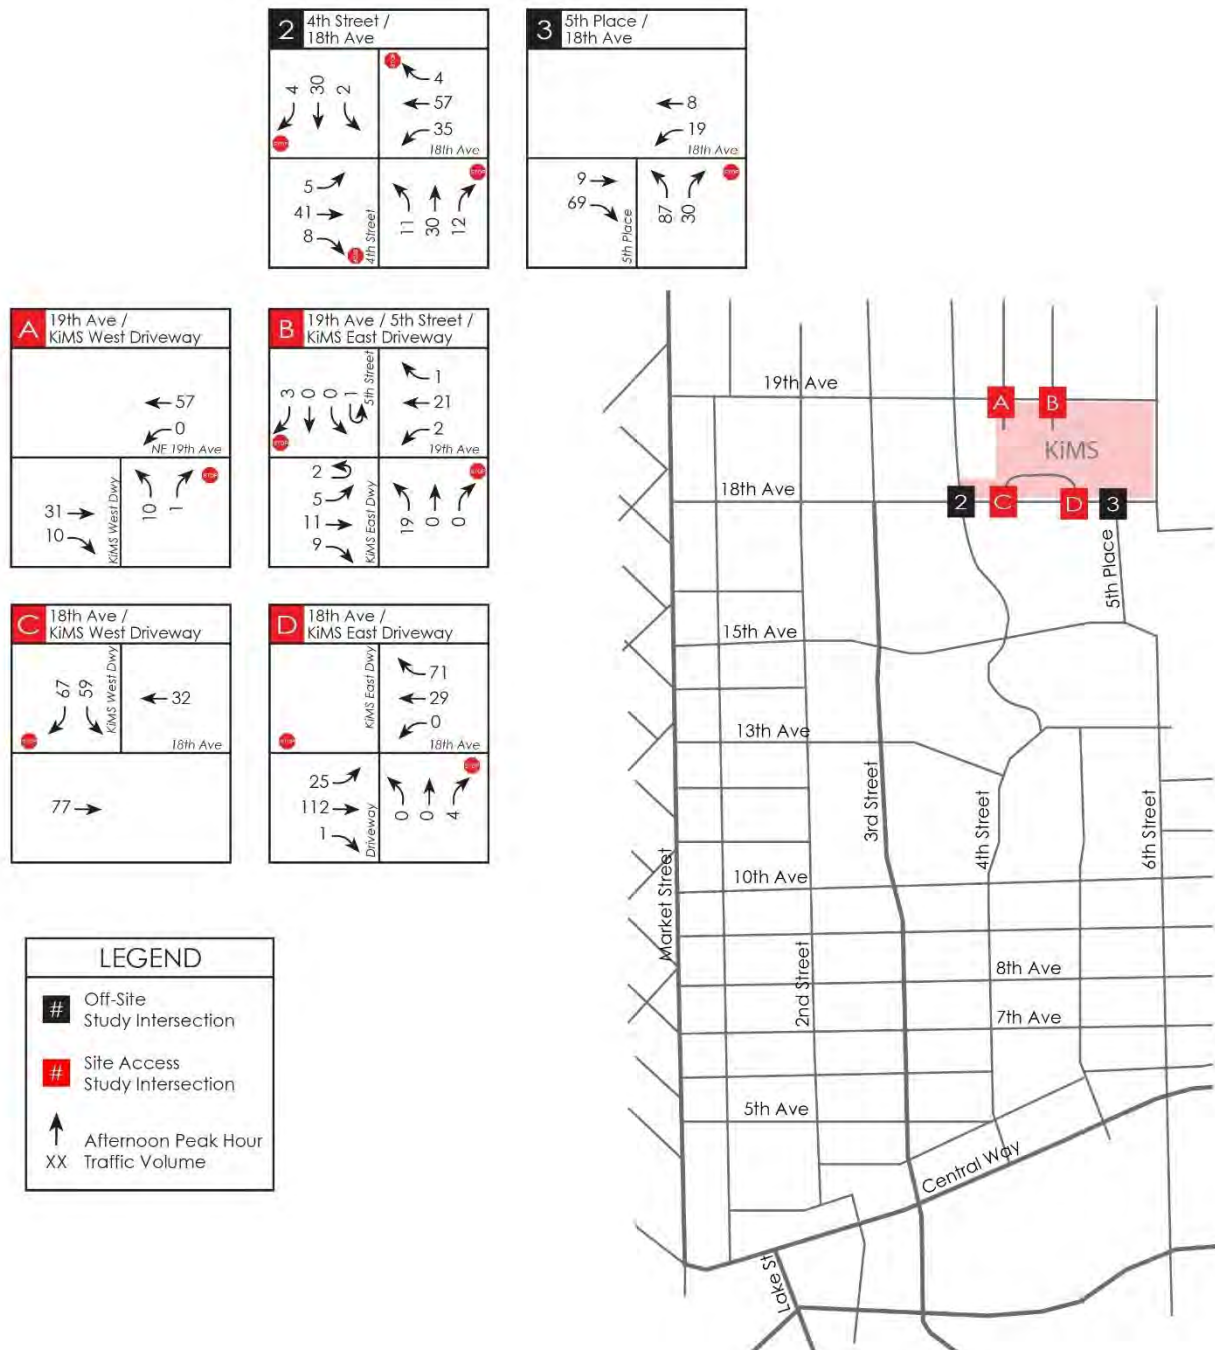 2
4th Street /
18th Ave
4
30
2
4
57
35
18th Ave
5
41
8
4th Street
11
30
12
3
5th Place /
18th Ave
8
19
18th Ave
9
69
5th Place
87
30
A
19th Ave /
KiMS West Driveway
57
0
NE 19th Ave
31
10
KiMS West Dwy
10
1
B
19th Ave / 5th Street /
KiMS East Driveway
3
0
0
1
5th Street
1
21
2
19th Ave
2
5
11
9
KiMS East Dwy
19
0
0
C
18th Ave /
KiMS West Driveway
67
59
KiMS West Dwy
32
18th Ave
77
D
18th Ave /
KiMS East Driveway
KiMS East Dwy
71
29
0
18th Ave
25
112
1
Driveway
0
0
4
LEGEND
#
Off-Site
Study Intersection
#
Site Access
Study Intersection
XX
Afternoon Peak Hour
Traffic Volume
19th Ave
A
B
KiMS
18th Ave
2
C
D
3
5th Place
15th Ave
13th Ave
3rd Street
4th Street
6th Street
Market Street
10th Ave
2nd Street
8th Ave
7th Ave
5th Ave
Central Way
Lake St